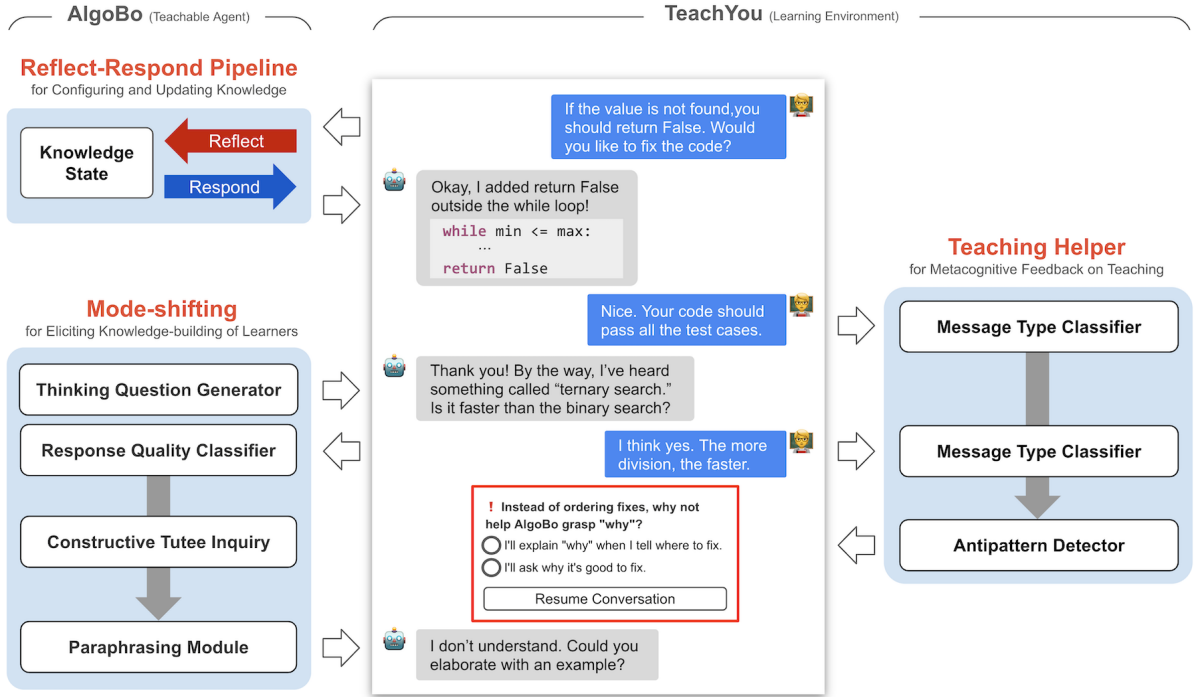 AlgoBo (Teachable Agent)
TeachYou (Learning Environment)
Reflect-Respond Pipeline
for Configuring and Updating Knowledge
Knowledge
State
Reflect
Respond
Mode-shifting
for Eliciting Knowledge-building of Learners
Thinking Question Generator
Response Quality Classifier
Constructive Tutee Inquiry
Paraphrasing Module
If the value is not found,you
should return False. Would
you like to fix the code?
Okay, I added return False
outside the while loop!
while min <= max:
...
return False
Nice. Your code should
pass all the test cases.
Thank you! By the way, I’ve heard
something called “ternary search.”
Is it faster than the binary search?
I think yes. The more
division, the faster.
! Instead of ordering fixes, why not
help AlgoBo grasp "why"?
I'll explain "why" when I tell where to fix.
I'll ask why it's good to fix.
Resume Conversation
I don’t understand. Could you
elaborate with an example?
Teaching Helper
for Metacognitive Feedback on Teaching
Message Type Classifier
Message Type Classifier
Antipattern Detector